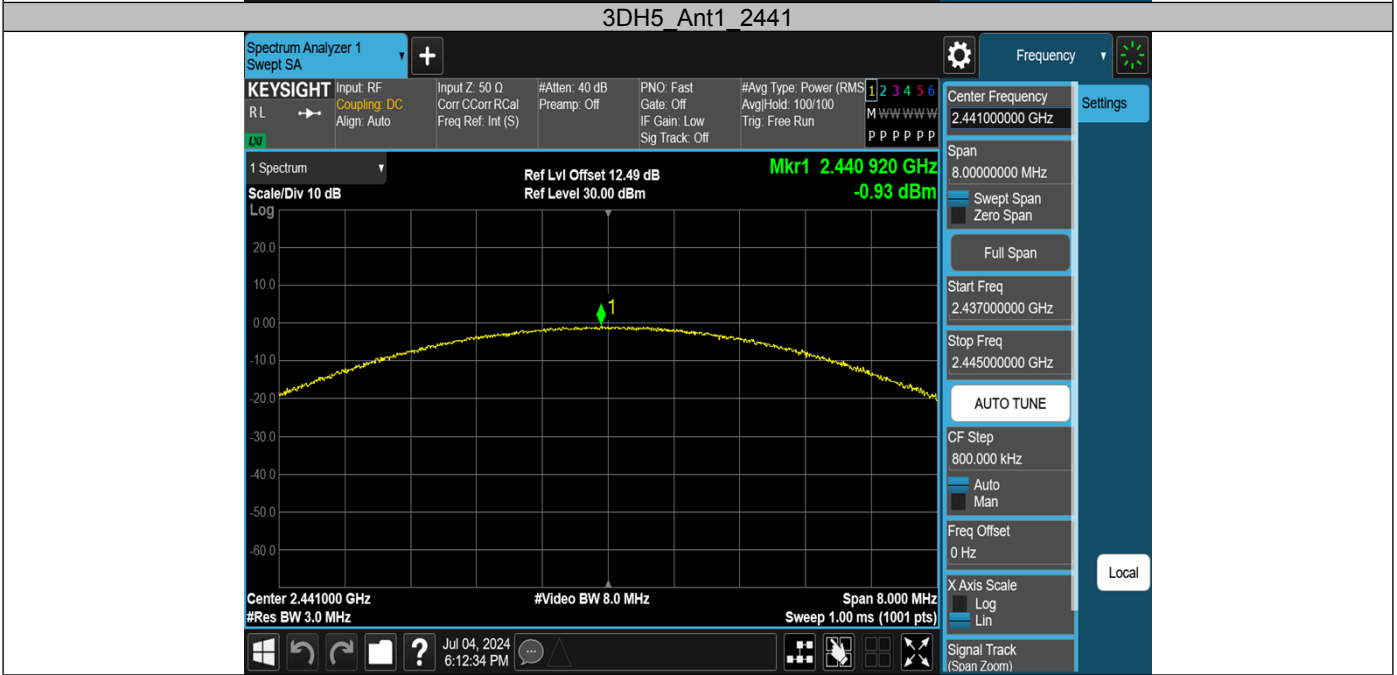 3DH5_Ant1_2441
Spectrum Analyzer 1
Swept SA
+
Frequency
KEYSIGHT
R L
LXI
Input: RF
Coupling: DC
Align: Auto
Input Z: 50 Ω
Corr CCorr RCal
Freq Ref: Int (S)
#Atten: 40 dB
Preamp: Off
PNO: Fast
Gate: Off
IF Gain: Low
Sig Track: Off
#Avg Type: Power (RMS
Avg|Hold: 100/100
Trig: Free Run
1 2 3 4 5 6
M W W W W W
P P P P P P
1 Spectrum
Scale/Div 10 dB
Ref Lvl Offset 12.49 dB
Ref Level 30.00 dBm
Mkr1 2.440 920 GHz
-0.93 dBm
Log
20.0
10.0
0.00
-10.0
-20.0
-30.0
-40.0
-50.0
-60.0
1
Center 2.441000 GHz
#Video BW 8.0 MHz
Span 8.000 MHz
#Res BW 3.0 MHz
Sweep 1.00 ms (1001 pts)
?
Jul 04, 2024
6:12:34 PM
Center Frequency
2.441000000 GHz
Span
8.00000000 MHz
Swept Span
Zero Span
Full Span
Start Freq
2.437000000 GHz
Stop Freq
2.445000000 GHz
AUTO TUNE
CF Step
800.000 kHz
Auto
Man
Freq Offset
0 Hz
X Axis Scale
Log
Lin
Signal Track
(Span Zoom)
Settings
Local